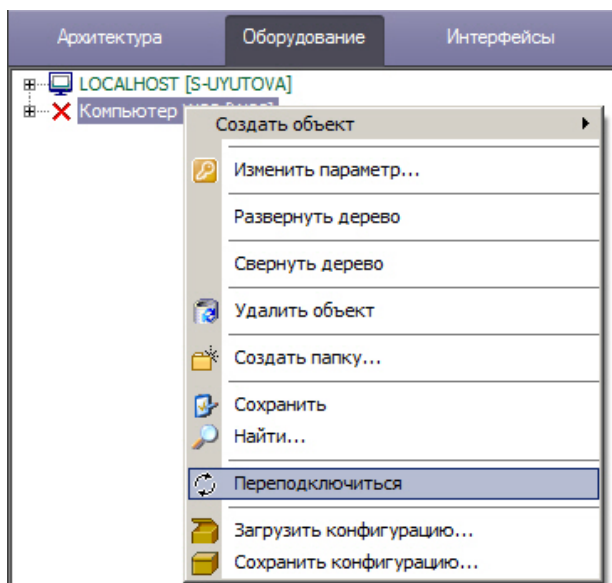 Архитектура Оборудование Интерфейсы
LOCALHOST [S-UYUTOVA]
Компьютер
Создать объект
Изменить параметр...
Развернуть дерево
Свернуть дерево
Удалить объект
Создать папку...
Сохранить
Найти...
Переподключиться
Загрузить конфигурацию...
Сохранить конфигурацию...